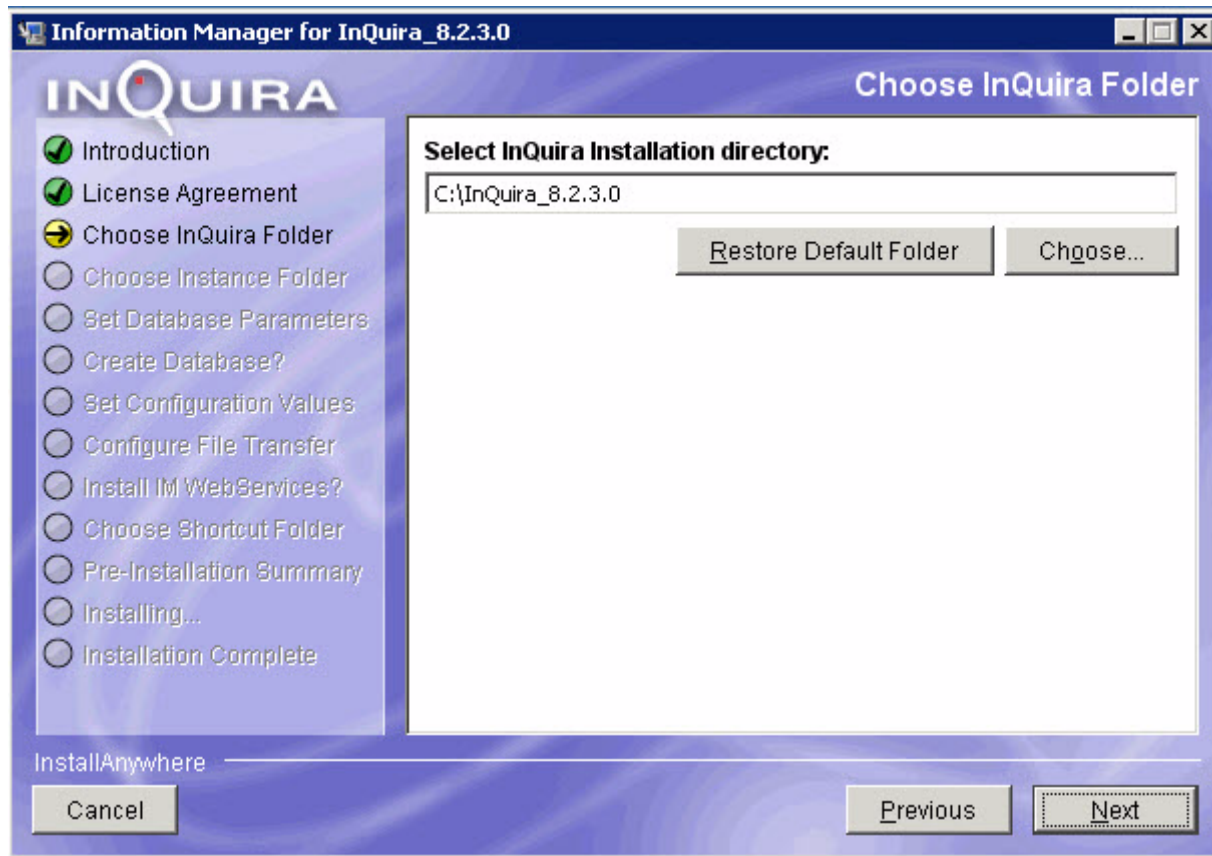 Information Manager for InQuira_8.2.3.0
INQUIRA
Choose InQuira Folder
Introduction
License Agreement
Choose InQuira Folder
Choose Instance Folder
Set Database Parameters
Create Database?
Set Configuration Values
Configure File Transfer
Install IM WebServices?
Choose Shortcut Folder
Pre-Installation Summary
Installing...
Installation Complete
Select InQuira Installation directory:
C:\InQuira_8.2.3.0
Restore Default Folder
Choose...
InstallAnywhere
Cancel
Previous
Next